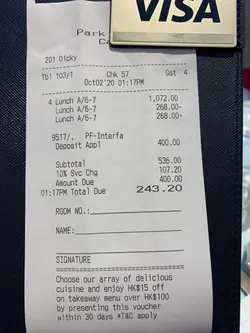 VISA
Park
201 Dicky
Tbl 103/1 Chk 57 Gst 4
Oct02'20 01:17PM
4 Lunch A/6-7 1,072.00
Lunch A/6-7 268.00-
Lunch A/6-7 268.00-
9517/, PF-Interfa
Deposit Appl 400.00
Subtotal 536.00
10% Svc Chg 107.20
Amount Due 400.00
01:17PM Total Due 243.20
ROOM NO.:
NAME:
SIGNATURE
Choose our array of delicious
cuisine and enjoy HK$15 off
on takeaway menu over HK$100
by presenting this voucher
within 30 days *T&C apply